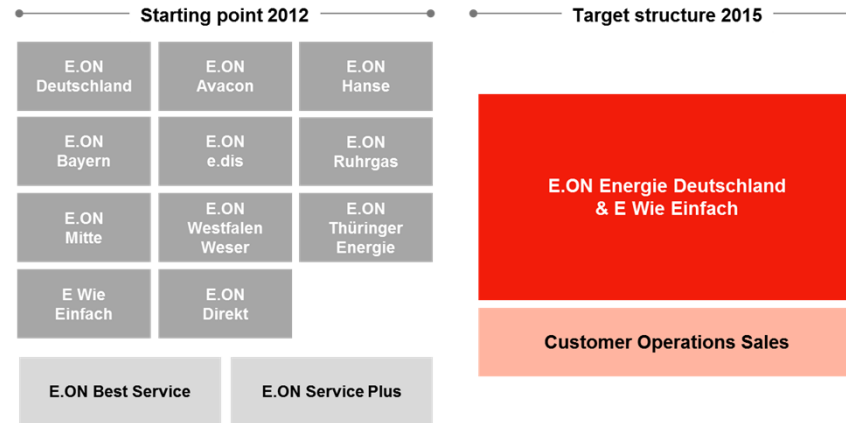 Starting point 2012
E.ON
Deutschland
E.ON
Avacon
E.ON
Hanse
E.ON
Bayern
E.ON
e.dis
E.ON
Ruhrgas
E.ON
Mitte
E.ON
Westfalen
Weser
E.ON
Thüringer
Energie
E Wie
Einfach
E.ON
Direkt
E.ON Best Service
E.ON Service Plus
Target structure 2015
E.ON Energie Deutschland
& E Wie Einfach
Customer Operations Sales